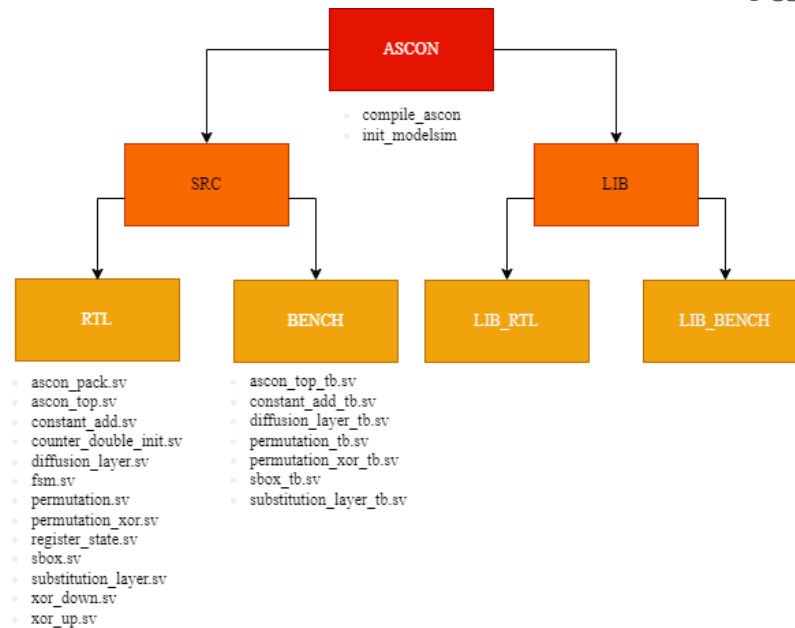 ASCON
compile_ascon
init_modelsim
SRC
LIB
RTL
BENCH
LIB_RTL
LIB_BENCH
ascon_pack.sv
ascon_top.sv
constant_add.sv
counter_double_init.sv
diffusion_layer.sv
fsm.sv
permutation.sv
permutation_xor.sv
register_state.sv
sbox.sv
substitution_layer.sv
xor_down.sv
xor_up.sv
ascon_top_tb.sv
constant_add_tb.sv
diffusion_layer_tb.sv
permutation_tb.sv
permutation_xor_tb.sv
sbox_tb.sv
substitution_layer_tb.sv